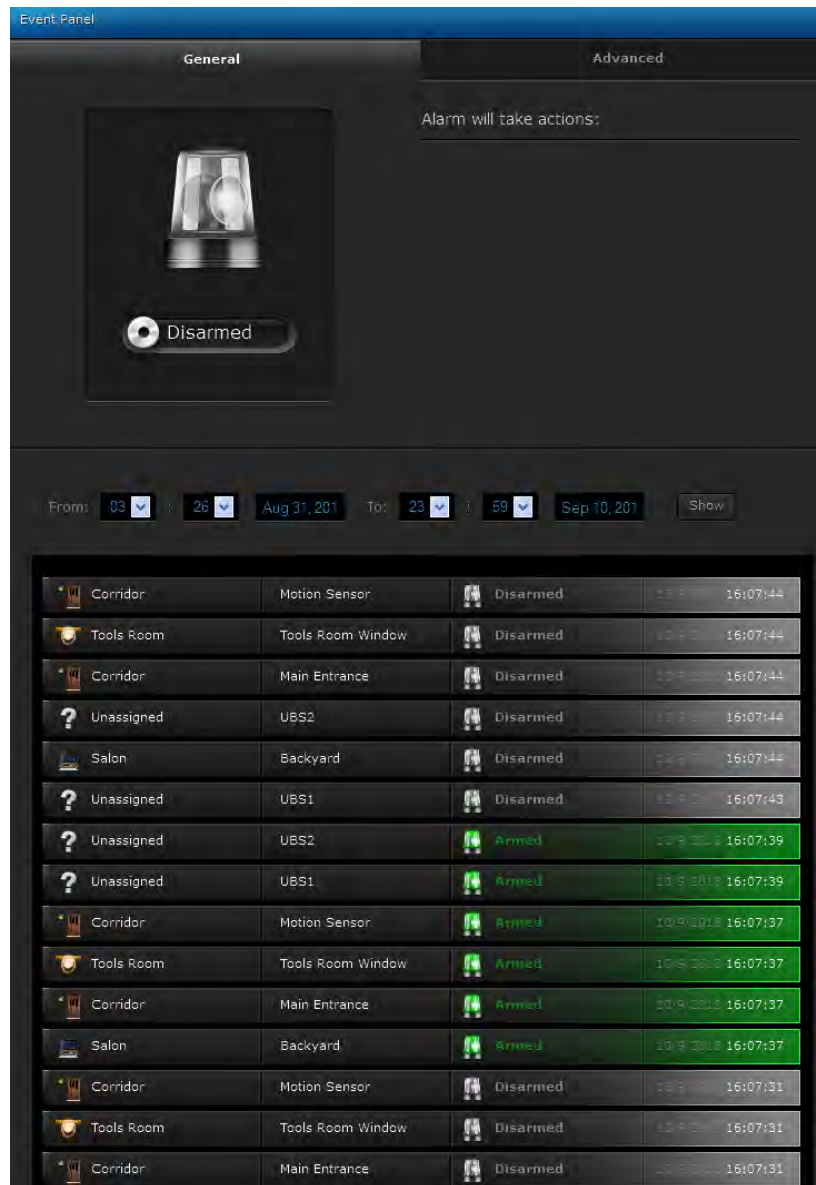 Event Panel
General Advanced
Alarm will take actions:
Disarmed
From: 03 : 26 Aug 31, 201 To: 23 : 59 Sep 10, 201 Show
Corridor Motion Sensor Disarmed 16:07:44
Tools Room Tools Room Window Disarmed 16:07:44
Corridor Main Entrance Disarmed 16:07:44
? Unassigned UBS2 Disarmed 16:07:44
Salon Backyard Disarmed 16:07:44
? Unassigned UBS1 Disarmed 16:07:43
? Unassigned UBS2 Armed 16:07:39
? Unassigned UBS1 Armed 16:07:39
Corridor Motion Sensor Armed 16:07:37
Tools Room Tools Room Window Armed 16:07:37
Corridor Main Entrance Armed 16:07:37
Salon Backyard Armed 16:07:37
Corridor Motion Sensor Disarmed 16:07:31
Tools Room Tools Room Window Disarmed 16:07:31
Corridor Main Entrance Disarmed 16:07:31